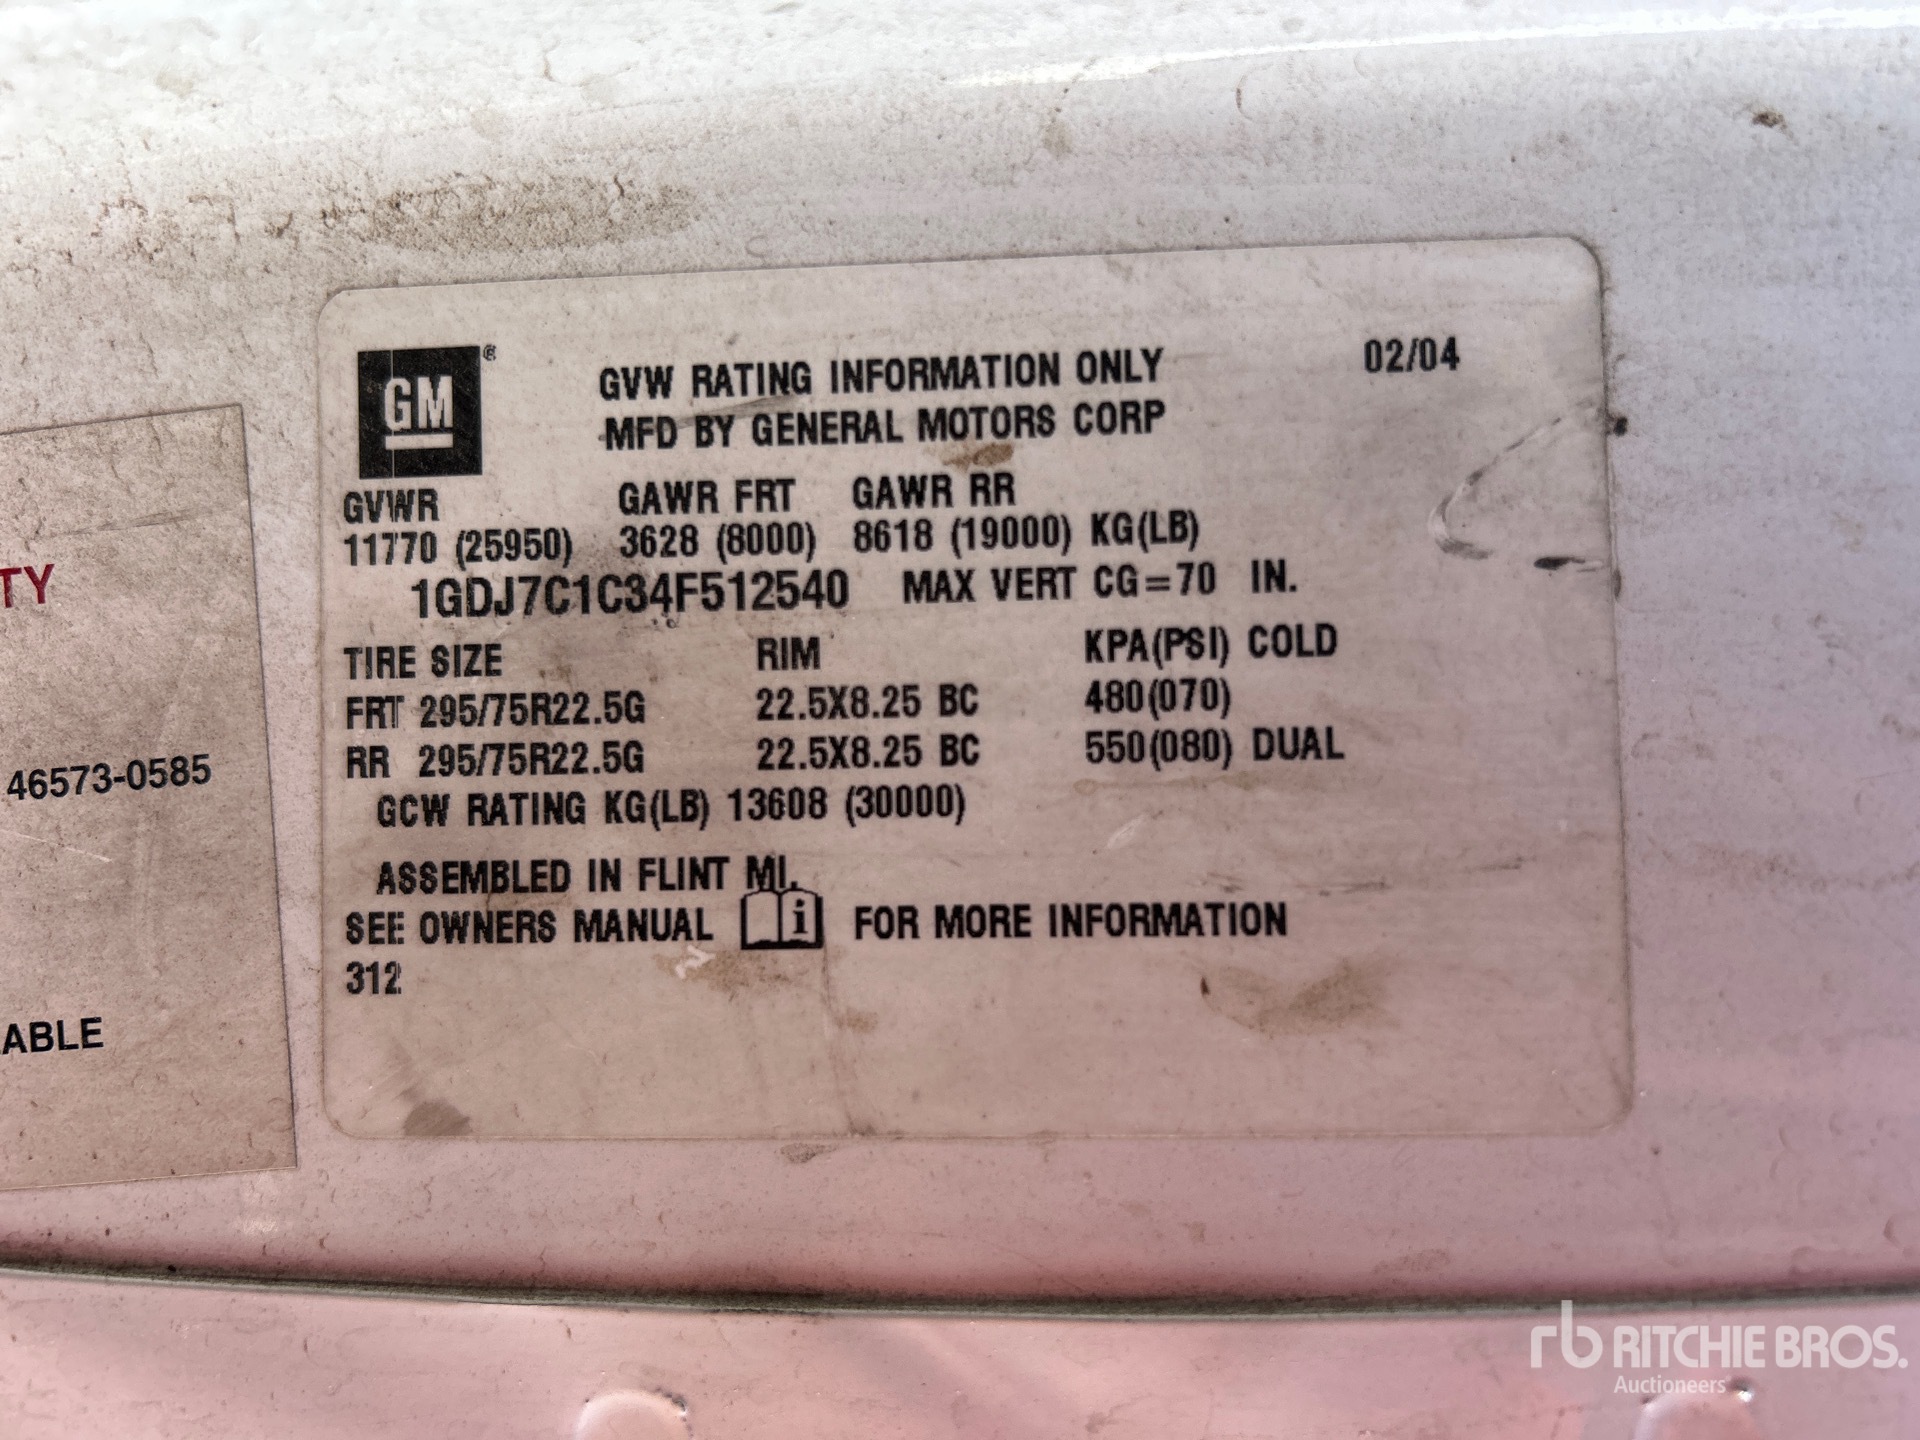 GM®
GVW RATING INFORMATION ONLY 02/04
MFD BY GENERAL MOTORS CORP
GVWR GAWR FRT GAWR RR
11770 (25950) 3628 (8000) 8618 (19000) KG(LB)
1GDJ7C1C34F512540 MAX VERT CG=70 IN.
TIRE SIZE RIM KPA(PSI) COLD
FRT 295/75R22.5G 22.5X8.25 BC 480(070)
RR 295/75R22.5G 22.5X8.25 BC 550(080) DUAL
GCW RATING KG(LB) 13608 (30000)
ASSEMBLED IN FLINT MI.
SEE OWNERS MANUAL i FOR MORE INFORMATION
312
TY
46573-0585
ABLE
rb RITCHIE BROS.
Auctioneers